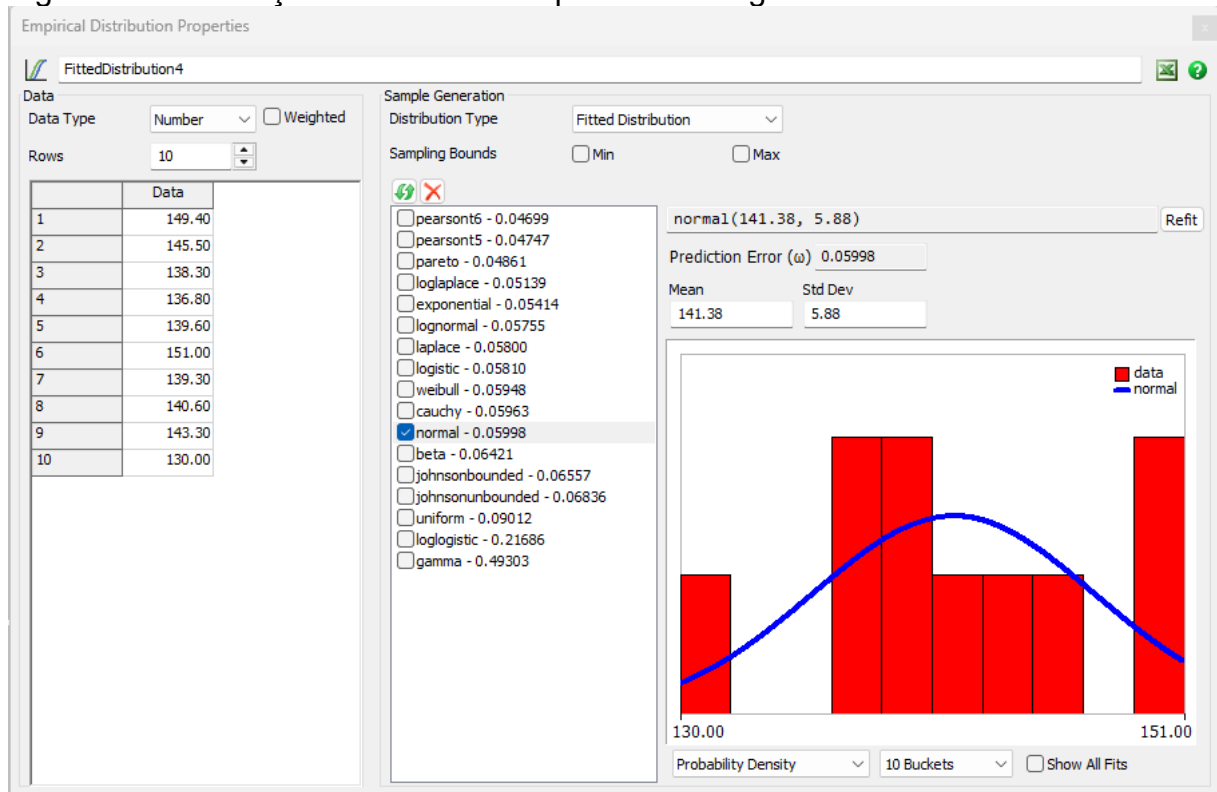 Empirical Distribution Properties
FittedDistribution4
Data
Data Type Number Weighted
Rows 10
Data
1 149.40
2 145.50
3 138.30
4 136.80
5 139.60
6 151.00
7 139.30
8 140.60
9 143.30
10 130.00
Sample Generation
Distribution Type Fitted Distribution
Sampling Bounds Min Max
pearsont6 - 0.04699
pearsont5 - 0.04747
pareto - 0.04861
loglaplace - 0.05139
exponential - 0.05414
lognormal - 0.05755
laplace - 0.05800
logistic - 0.05810
weibull - 0.05948
cauchy - 0.05963
normal - 0.05998
beta - 0.06421
johnsonbounded - 0.06557
johnsonunbounded - 0.06836
uniform - 0.09012
loglogistic - 0.21686
gamma - 0.49303
normal(141.38, 5.88) Refit
Prediction Error (ω) 0.05998
Mean Std Dev
141.38 5.88
data
normal
130.00 151.00
Probability Density 10 Buckets Show All Fits